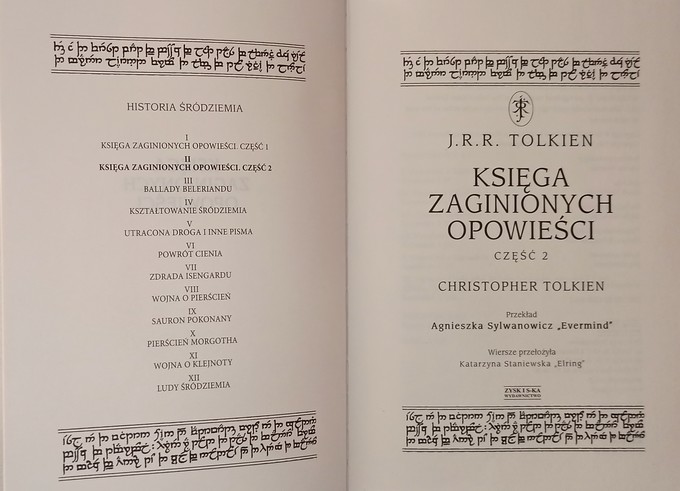 HISTORIA ŚRÓDZIEMIA
I
KSIĘGA ZAGINIONYCH OPOWIEŚCI. CZĘŚĆ 1
II
KSIĘGA ZAGINIONYCH OPOWIEŚCI. CZĘŚĆ 2
III
BALLADY BELERIANDU
IV
KSZTAŁTOWANIE ŚRÓDZIEMIA
V
UTRACONA DROGA I INNE PISMA
VI
POWRÓT CIENIA
VII
ZDRADA ISENGARDU
VIII
WOJNA O PIERŚCIEŃ
IX
SAURON POKONANY
X
PIERŚCIEŃ MORGOTHA
XI
WOJNA O KLEJNOTY
XII
LUDY ŚRÓDZIEMIA
J.R.R. TOLKIEN
KSIĘGA
ZAGINIONYCH
OPOWIEŚCI
CZĘŚĆ 2
CHRISTOPHER TOLKIEN
Przekład
Agnieszka Sylwanowicz „Evermind”
Wiersze przełożyła
Katarzyna Staniewska „Elring”
ZYSK I S-KA
WYDAWNICTWO